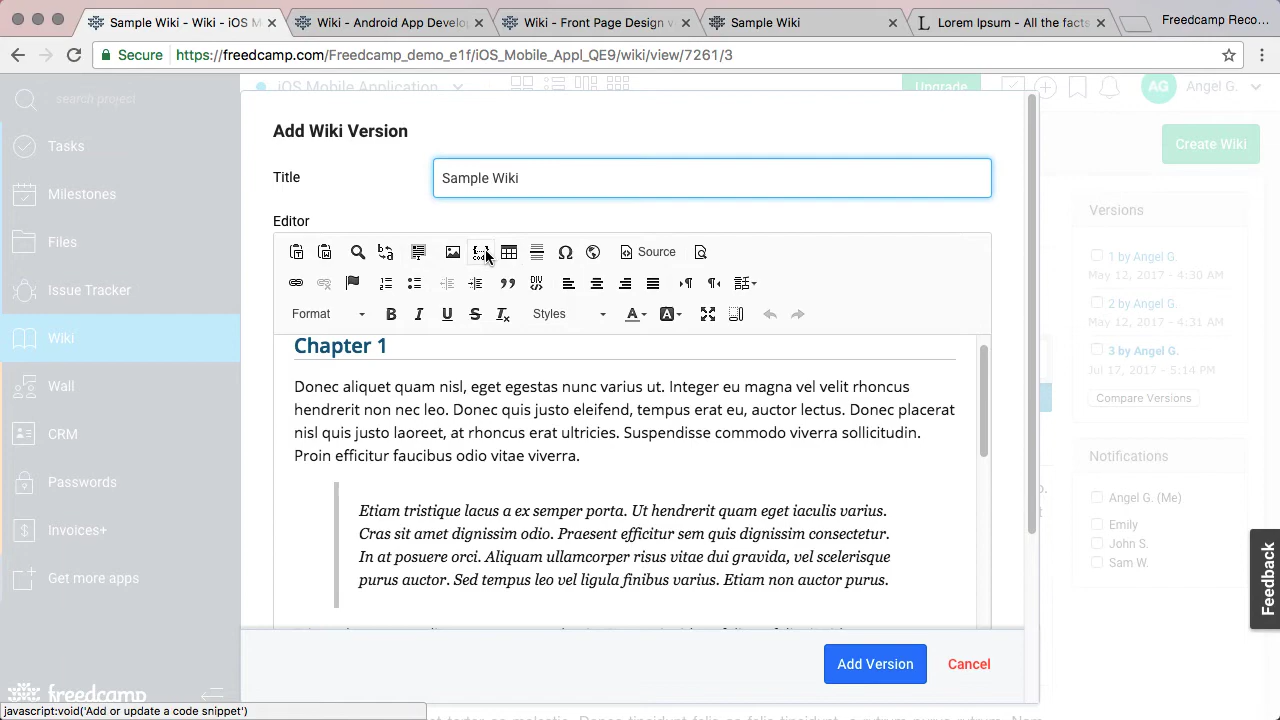 Sample Wiki - Wiki - iOS M
Wiki - Android App Develo
Wiki - Front Page Design v
Sample Wiki
Lorem Ipsum - All the facts
Freedcamp Reco...
Secure
https://freedcamp.com/Freedcamp_demo_e1f/iOS_Mobile_Appl_QE9/wiki/view/7261/3
search project
iOS Mobile Application
Upgrade
AG
Angel G.
Tasks
Milestones
Files
Issue Tracker
Wiki
Wall
CRM
Passwords
Invoices+
Get more apps
freedcamp
Create Wiki
Add Wiki Version
Title
Sample Wiki
Editor
Source
Format
B I U S Tx
Styles
A
A
Chapter 1
Donec aliquet quam nisl, eget egestas nunc varius ut. Integer eu magna vel velit rhoncus
hendrerit non nec leo. Donec quis justo eleifend, tempus erat eu, auctor lectus. Donec placerat
nisl quis justo laoreet, at rhoncus erat ultricies. Suspendisse commodo viverra sollicitudin.
Proin efficitur faucibus odio vitae viverra.
Etiam tristique lacus a ex semper porta. Ut hendrerit quam eget iaculis varius.
Cras sit amet dignissim odio. Praesent efficitur sem quis dignissim consectetur.
In at posuere orci. Aliquam ullamcorper risus vitae dui gravida, vel scelerisque
purus auctor. Sed tempus leo vel ligula finibus varius. Etiam non auctor purus.
Add Version
Cancel
Versions
1 by Angel G.
May 12, 2017 - 4:30 AM
2 by Angel G.
May 12, 2017 - 4:31 AM
3 by Angel G.
Jul 17, 2017 - 5:14 PM
Compare Versions
Notifications
Angel G. (Me)
Emily
John S.
Sam W.
Feedback
javascript:void('Add or update a code snippet')